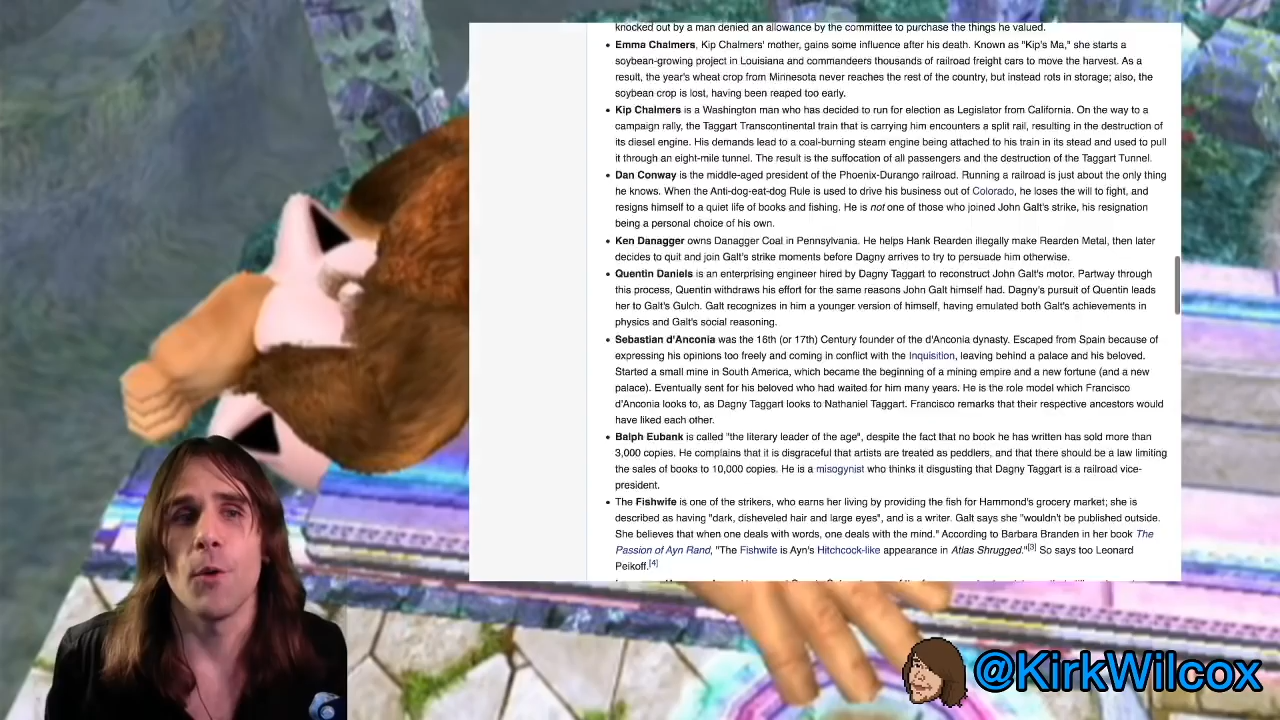 knocked out by a man denied an allowance by the committee to purchase the things he valued.
Emma Chalmers, Kip Chalmers' mother, gains some influence after his death. Known as "Kip's Ma," she starts a
soybean-growing project in Louisiana and commandeers thousands of railroad freight cars to move the harvest. As a
result, the year's wheat crop from Minnesota never reaches the rest of the country, but instead rots in storage; also, the
soybean crop is lost, having been reaped too early.
Kip Chalmers is a Washington man who has decided to run for election as Legislator from California. On the way to a
campaign rally, the Taggart Transcontinental train that is carrying him encounters a split rail, resulting in the destruction of
its diesel engine. His demands lead to a coal-burning steam engine being attached to his train in its stead and used to pull
it through an eight-mile tunnel. The result is the suffocation of all passengers and the destruction of the Taggart Tunnel.
Dan Conway is the middle-aged president of the Phoenix-Durango railroad. Running a railroad is just about the only thing
he knows. When the Anti-dog-eat-dog Rule is used to drive his business out of Colorado, he loses the will to fight, and
resigns himself to a quiet life of books and fishing. He is not one of those who joined John Galt's strike, his resignation
being a personal choice of his own.
Ken Danagger owns Danagger Coal in Pennsylvania. He helps Hank Rearden illegally make Rearden Metal, then later
decides to quit and join Galt's strike moments before Dagny arrives to try to persuade him otherwise.
Quentin Daniels is an enterprising engineer hired by Dagny Taggart to reconstruct John Galt's motor. Partway through
this process, Quentin withdraws his effort for the same reasons John Galt himself had. Dagny's pursuit of Quentin leads
her to Galt's Gulch. Galt recognizes in him a younger version of himself, having emulated both Galt's achievements in
physics and Galt's social reasoning.
Sebastian d'Anconia was the 16th (or 17th) Century founder of the d'Anconia dynasty. Escaped from Spain because of
expressing his opinions too freely and coming in conflict with the Inquisition, leaving behind a palace and his beloved.
Started a small mine in South America, which became the beginning of a mining empire and a new fortune (and a new
palace). Eventually sent for his beloved who had waited for him many years. He is the role model which Francisco
d'Anconia looks to, as Dagny Taggart looks to Nathaniel Taggart. Francisco remarks that their respective ancestors would
have liked each other.
Balph Eubank is called "the literary leader of the age", despite the fact that no book he has written has sold more than
3,000 copies. He complains that it is disgraceful that artists are treated as peddlers, and that there should be a law limiting
the sales of books to 10,000 copies. He is a misogynist who thinks it disgusting that Dagny Taggart is a railroad vice-
president.
The Fishwife is one of the strikers, who earns her living by providing the fish for Hammond's grocery market; she is
described as having "dark, disheveled hair and large eyes", and is a writer. Galt says she "wouldn't be published outside.
She believes that when one deals with words, one deals with the mind." According to Barbara Branden in her book The
Passion of Ayn Rand, "The Fishwife is Ayn's Hitchcock-like appearance in Atlas Shrugged."[3] So says too Leonard
Peikoff.[4]
@KirkWilcox